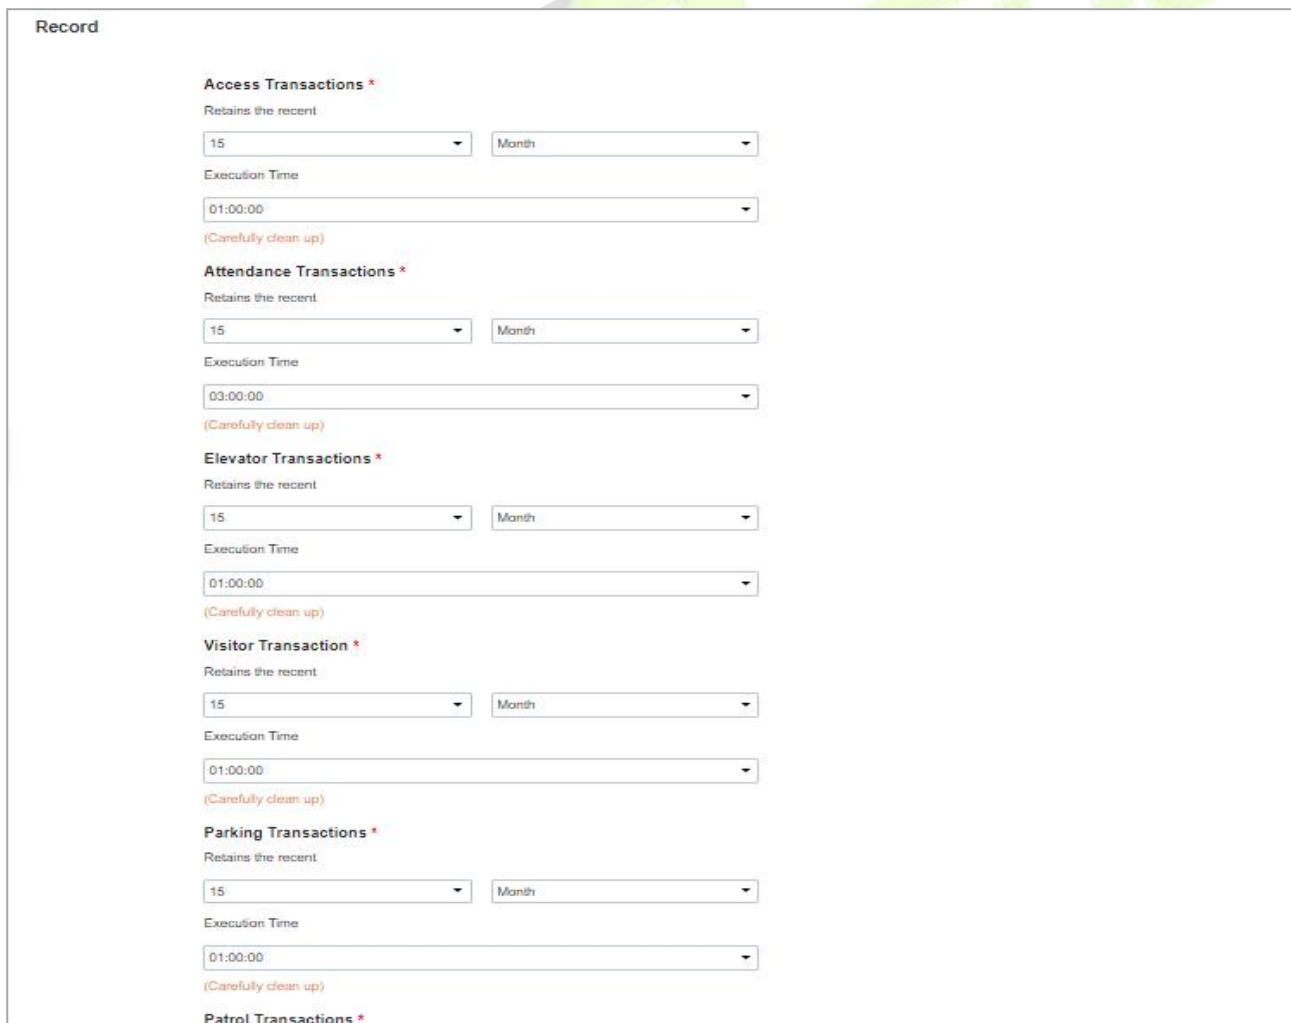 Record
Access Transactions *
Retains the recent
15 Month
Execution Time
01:00:00
(Carefully clean up)
Attendance Transactions *
Retains the recent
15 Month
Execution Time
03:00:00
(Carefully clean up)
Elevator Transactions *
Retains the recent
15 Month
Execution Time
01:00:00
(Carefully clean up)
Visitor Transaction *
Retains the recent
15 Month
Execution Time
01:00:00
(Carefully clean up)
Parking Transactions *
Retains the recent
15 Month
Execution Time
01:00:00
(Carefully clean up)
Patrol Transactions *